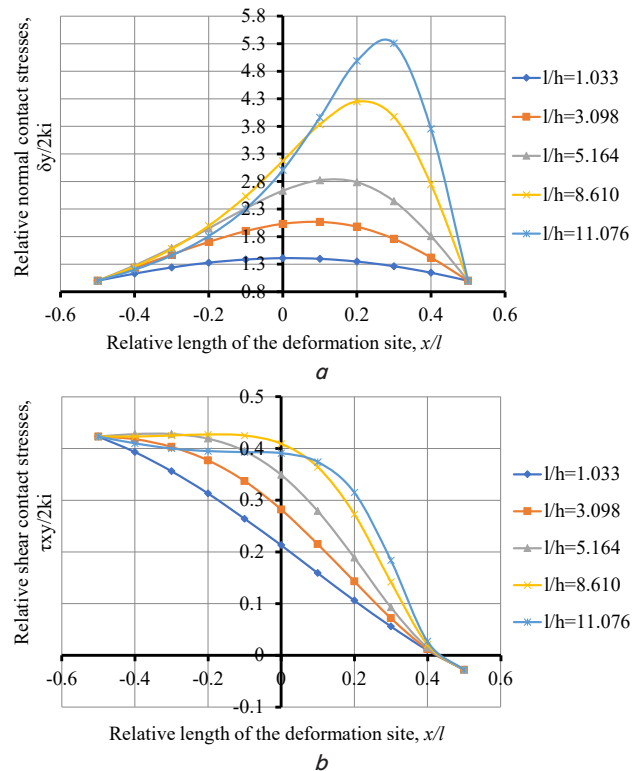 Relative normal contact stresses,
δy/2ki
5.8
5.3
4.8
4.3
3.8
3.3
2.8
2.3
1.8
1.3
0.8
-0.6 -0.4 -0.2 0 0.2 0.4 0.6
Relative length of the deformation site, x/l
l/h=1.033
l/h=3.098
l/h=5.164
l/h=8.610
l/h=11.076
a
Relative shear contact stresses,
τxy/2ki
0.5
0.4
0.3
0.2
0.1
0
-0.1
-0.6 -0.4 -0.2 0 0.2 0.4 0.6
Relative length of the deformation site, x/l
l/h=1.033
l/h=3.098
l/h=5.164
l/h=8.610
l/h=11.076
b